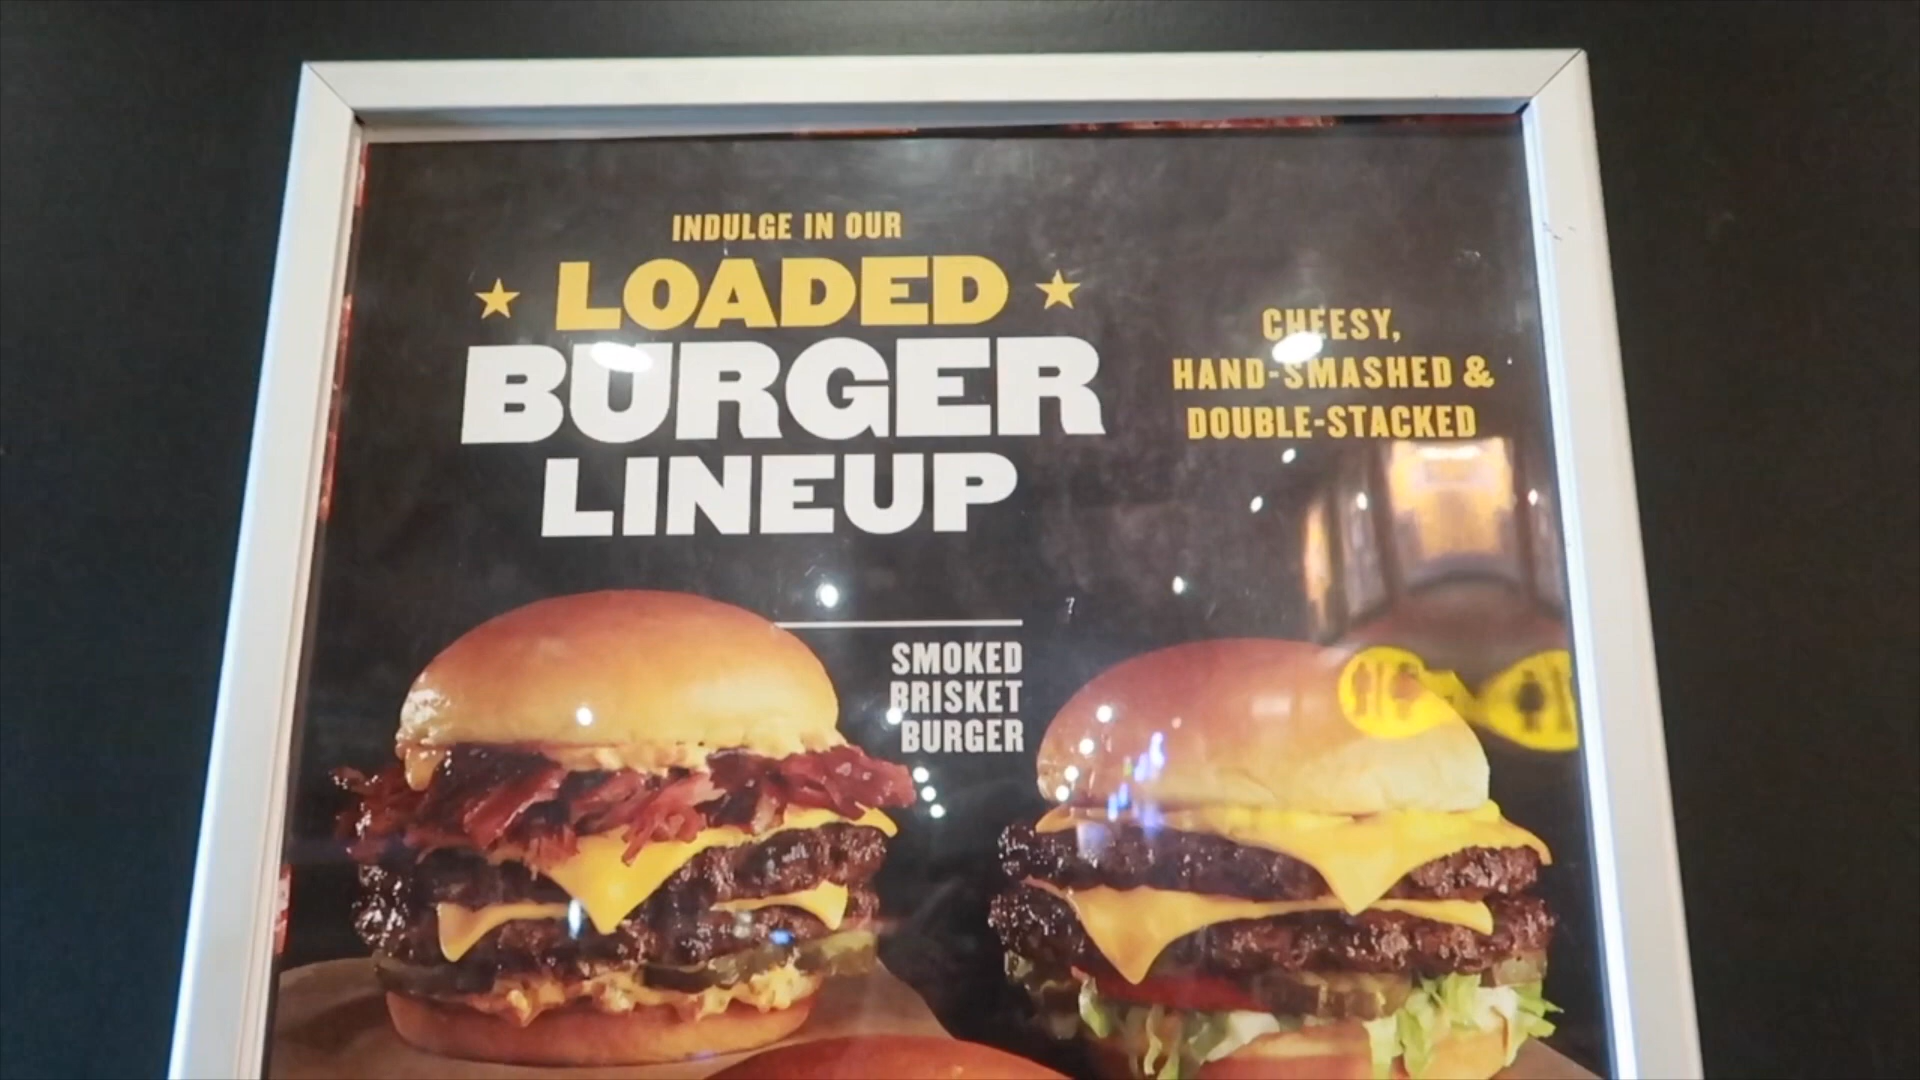 INDULGE IN OUR
LOADED
BURGER
LINEUP
CHEESY,
HAND-SMASHED &
DOUBLE-STACKED
SMOKED
BRISKET
BURGER